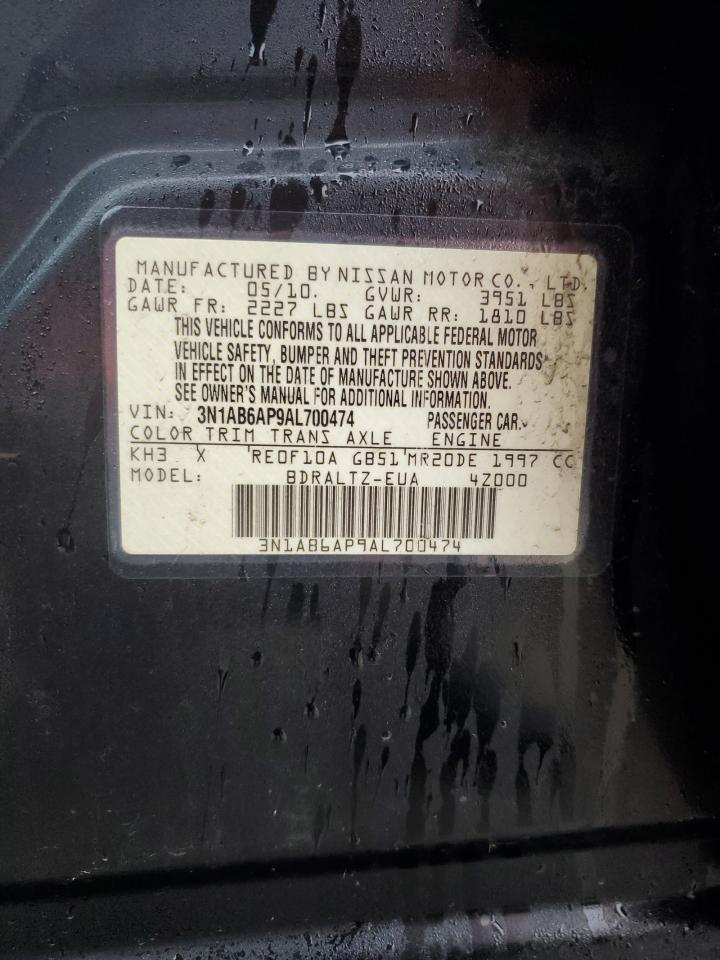 MANUFACTURED BY NISSAN MOTOR CO., LTD.
DATE: 05/10. GVWR: 3951 LBS
GAWR FR: 2227 LBS GAWR RR: 1810 LBS
THIS VEHICLE CONFORMS TO ALL APPLICABLE FEDERAL MOTOR
VEHICLE SAFETY, BUMPER AND THEFT PREVENTION STANDARDS
IN EFFECT ON THE DATE OF MANUFACTURE SHOWN ABOVE.
SEE OWNER'S MANUAL FOR ADDITIONAL INFORMATION.
VIN: 3N1AB6AP9AL700474 PASSENGER CAR
COLOR TRIM TRANS AXLE ENGINE
KH3 X RE0F10A GB51 MR20DE 1997 CC
MODEL: BDRALTZ-EUA 4Z000
3N1AB6AP9AL700474